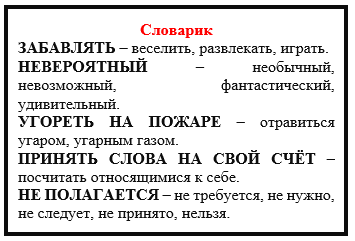 Словарик
ЗАБАВЛЯТЬ – веселить, развлекать, играть.
НЕВЕРОЯТНЫЙ – необычный,
невозможный, фантастический,
удивительный.
УГОРЕТЬ НА ПОЖАРЕ – отравиться
угаром, угарным газом.
ПРИНЯТЬ СЛОВА НА СВОЙ СЧЁТ –
посчитать относящимися к себе.
НЕ ПОЛАГАЕТСЯ – не требуется, не нужно,
не следует, не принято, нельзя.